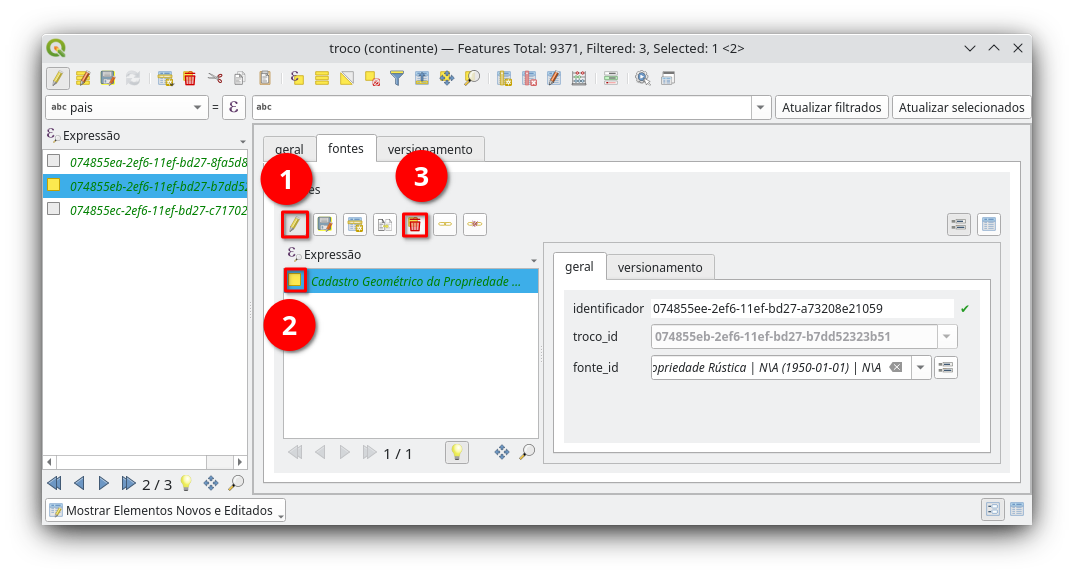 troco (continente) — Features Total: 9371, Filtered: 3, Selected: 1 <2>
abc pais = ε abc Atualizar filtrados Atualizar selecionados
Expressão
074855ea-2ef6-11ef-bd27-8fa5d8
074855eb-2ef6-11ef-bd27-b7dd52
074855ec-2ef6-11ef-bd27-c71702
2 / 3
Mostrar Elementos Novos e Editados
geral fontes versionamento
1
3
Expressão
Cadastro Geométrico da Propriedade ...
2
1 / 1
geral versionamento
identificador 074855ee-2ef6-11ef-bd27-a73208e21059
troco_id 074855eb-2ef6-11ef-bd27-b7dd52323b51
fonte_id opriedade Rústica | N\A (1950-01-01) | N\A